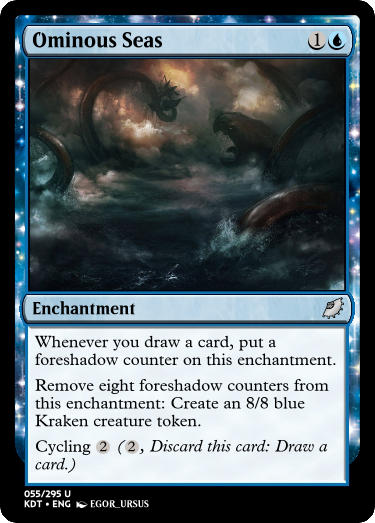 Ominous Seas 1
Enchantment
Whenever you draw a card, put a
foreshadow counter on this enchantment.
Remove eight foreshadow counters from
this enchantment: Create an 8/8 blue
Kraken creature token.
Cycling 2 (2, Discard this card: Draw a
card.)
055/295 U
KDT • ENG EGOR_URSUS